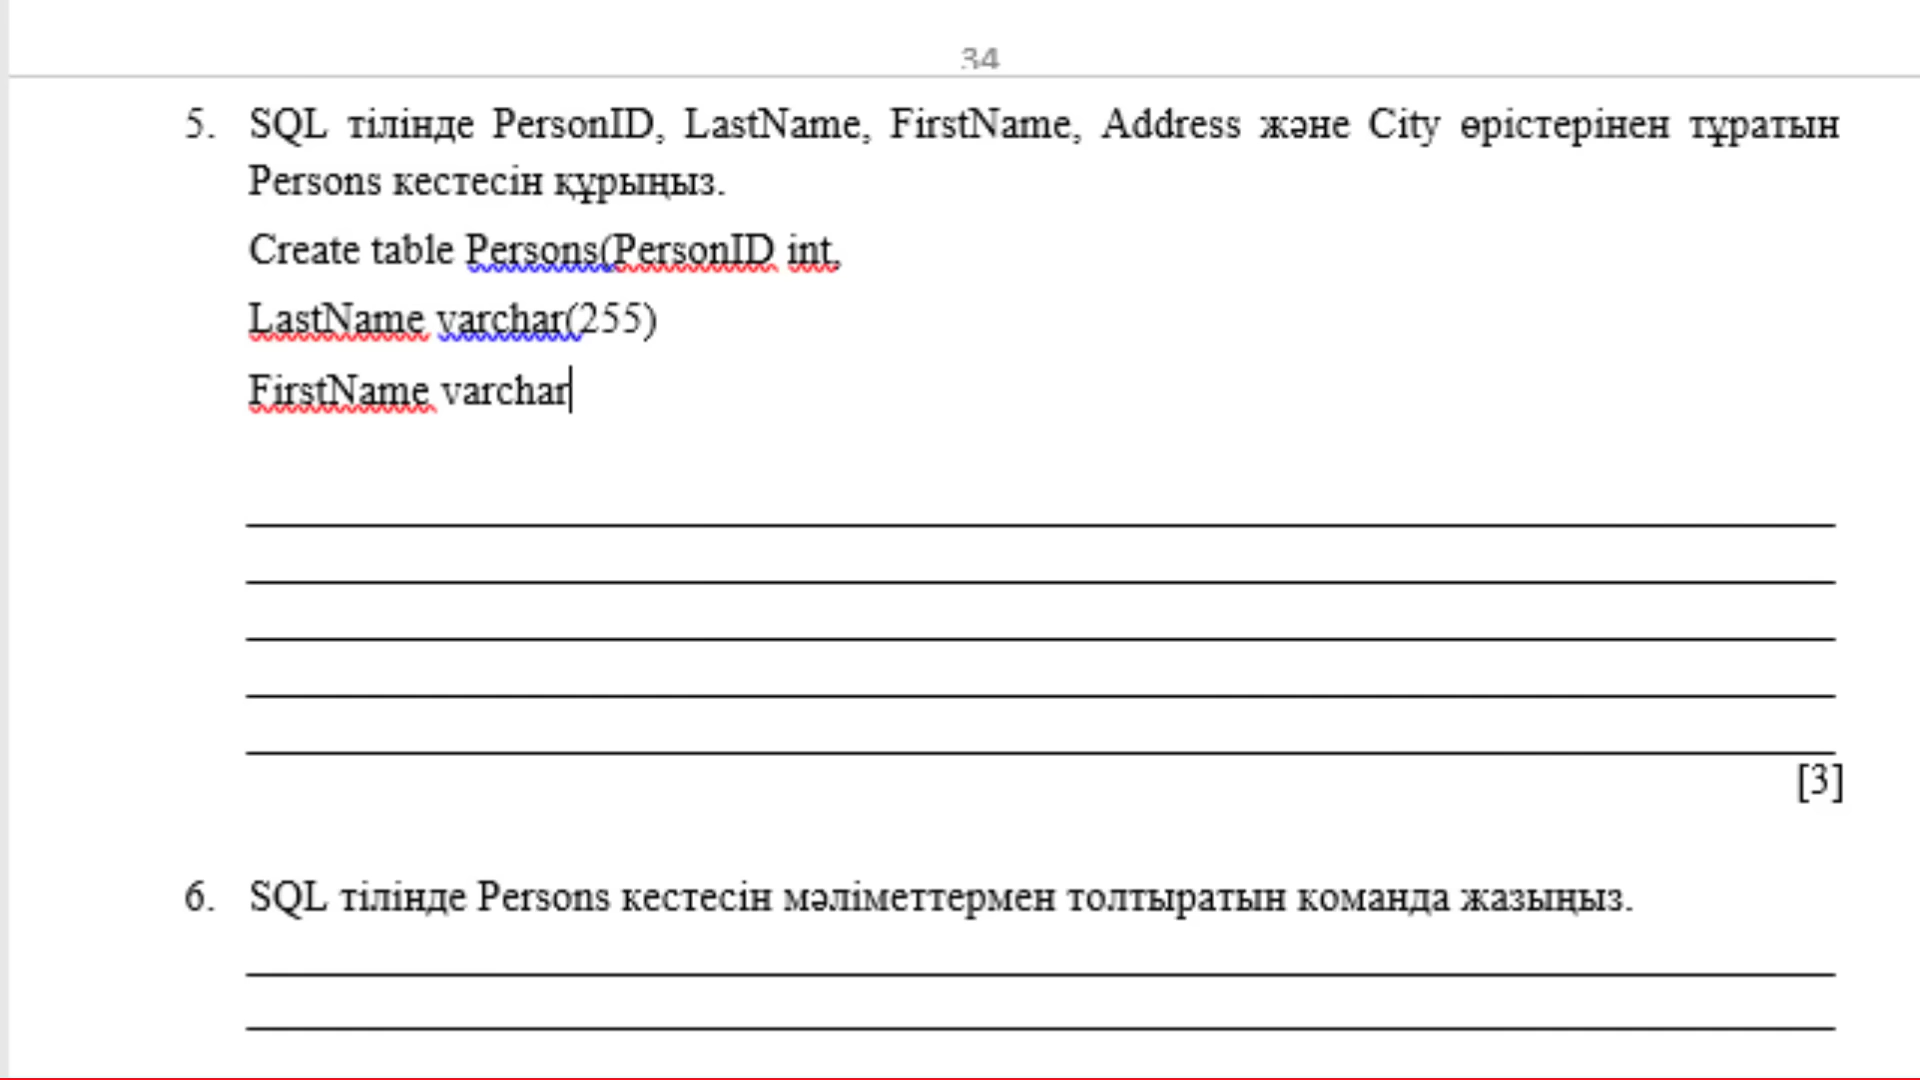 34
5. SQL тілінде PersonID, LastName, FirstName, Address және City өрістерінен тұратын
Persons кестесін құрыңыз.
Create table Persons(PersonID int,
LastName varchar(255)
FirstName varchar
[3]
6. SQL тілінде Persons кестесін мәліметтермен толтыратын команда жазыңыз.